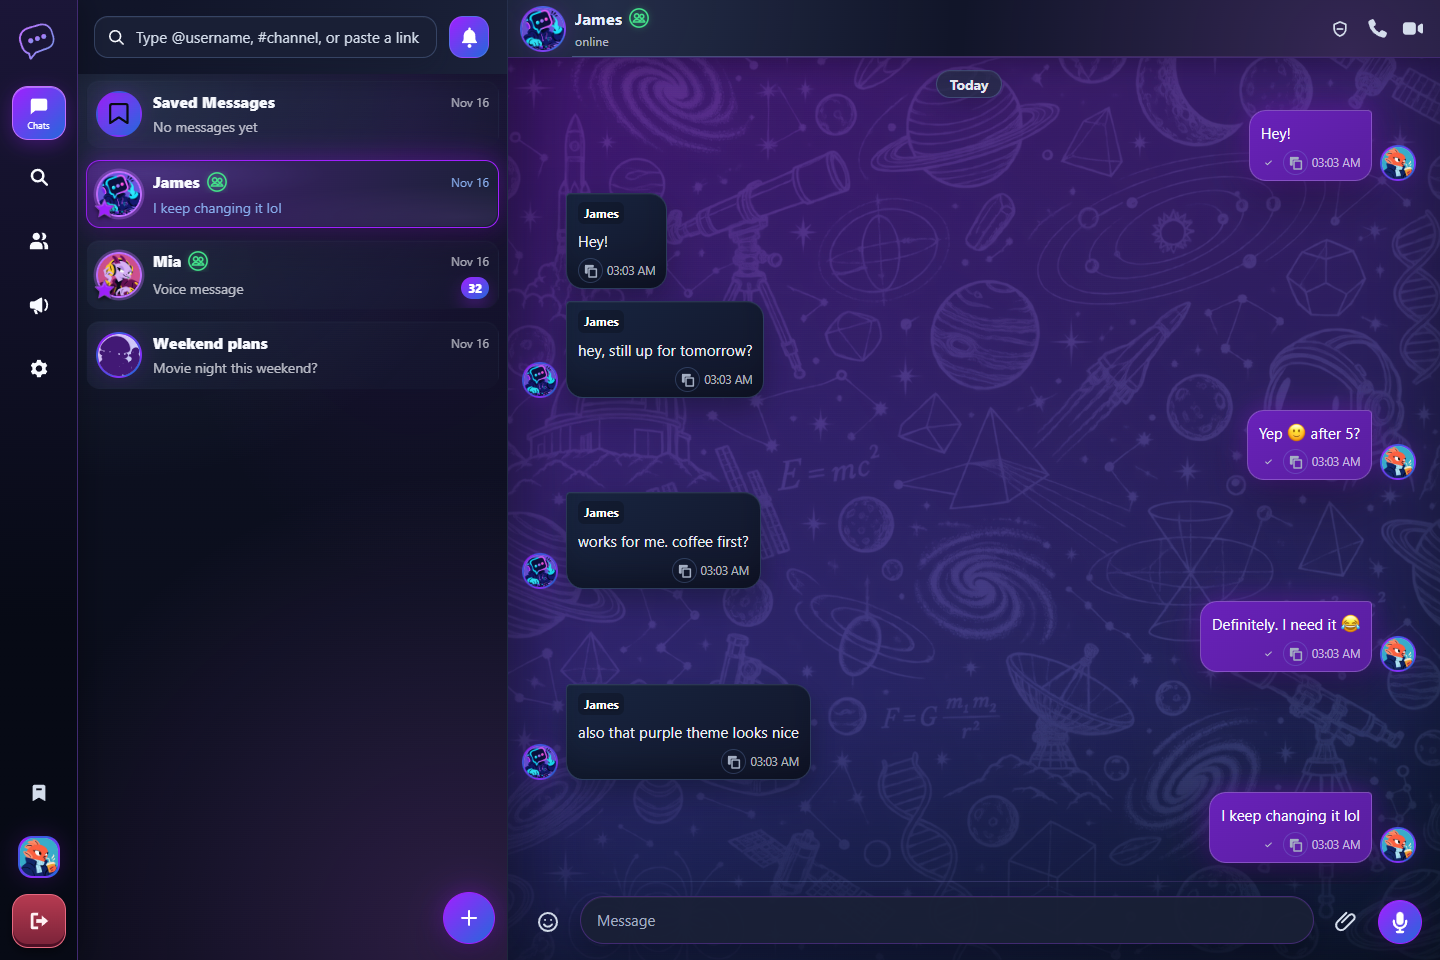 Chats
Type @username, #channel, or paste a link
Saved Messages
Nov 16
No messages yet
James
Nov 16
I keep changing it lol
Mia
Nov 16
Voice message
32
Weekend plans
Nov 16
Movie night this weekend?
James
online
Today
Hey!
03:03 AM
James
Hey!
03:03 AM
James
hey, still up for tomorrow?
03:03 AM
Yep 🙂 after 5?
03:03 AM
E = mc²
James
works for me. coffee first?
03:03 AM
Definitely. I need it 😂
03:03 AM
James
also that purple theme looks nice
03:03 AM
F = G m₁ m₂ / r²
I keep changing it lol
03:03 AM
Message